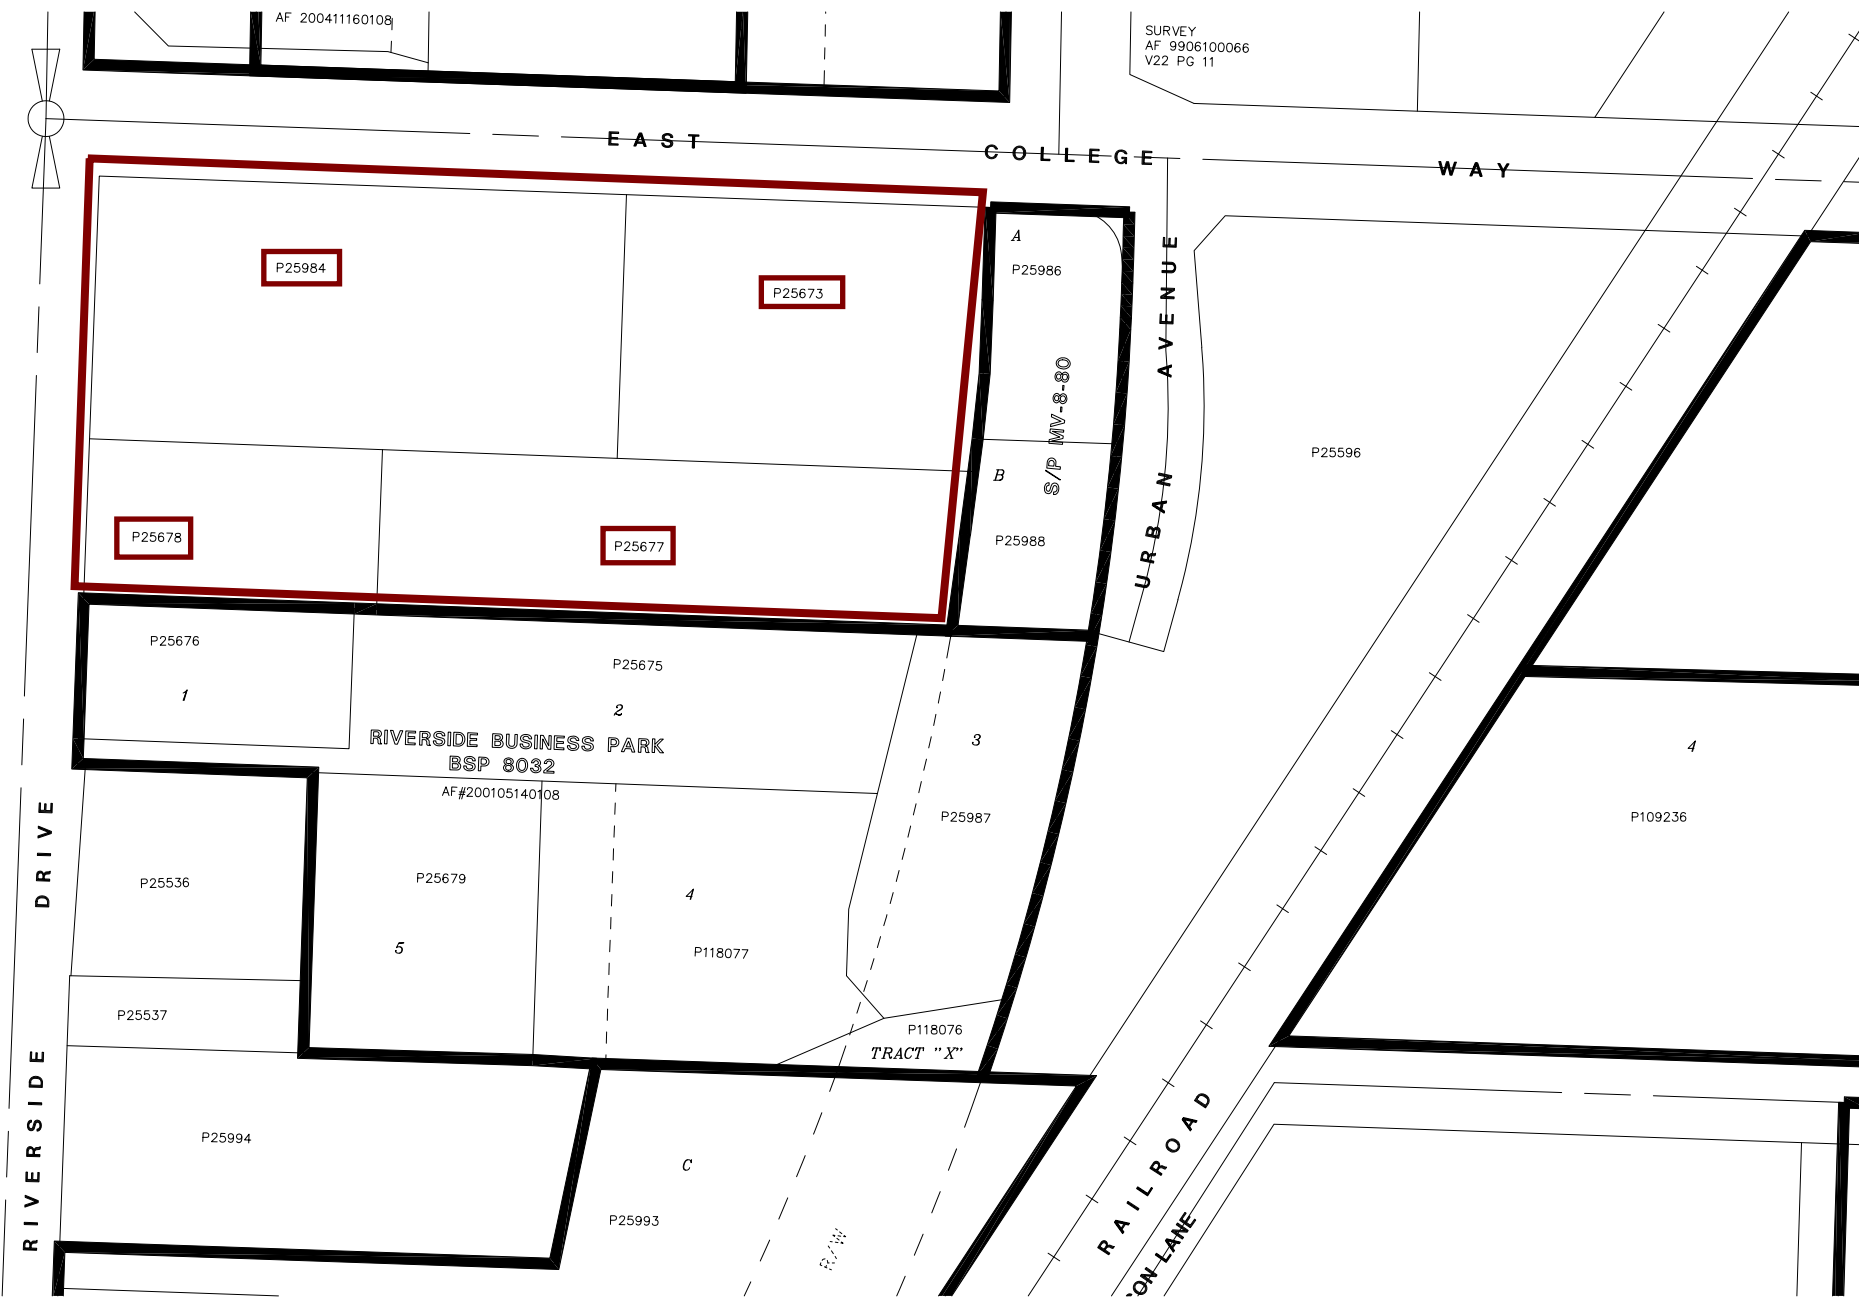 AF 200411160108
SURVEY
AF 9906100066
V22 PG 11
EAST COLLEGE WAY
P25984
P25673
A
P25986
S/P MV-8-80
URBAN AVENUE
P25596
B
P25988
P25678
P25677
P25676
1
P25675
2
RIVERSIDE BUSINESS PARK
BSP 8032
AF#200105140108
3
P25987
4
P109236
RIVERSIDE DRIVE
P25536
P25679
5
4
P118077
P25537
P118076
TRACT "X"
P25994
C
P25993
R/W
RAILROAD
SON LANE